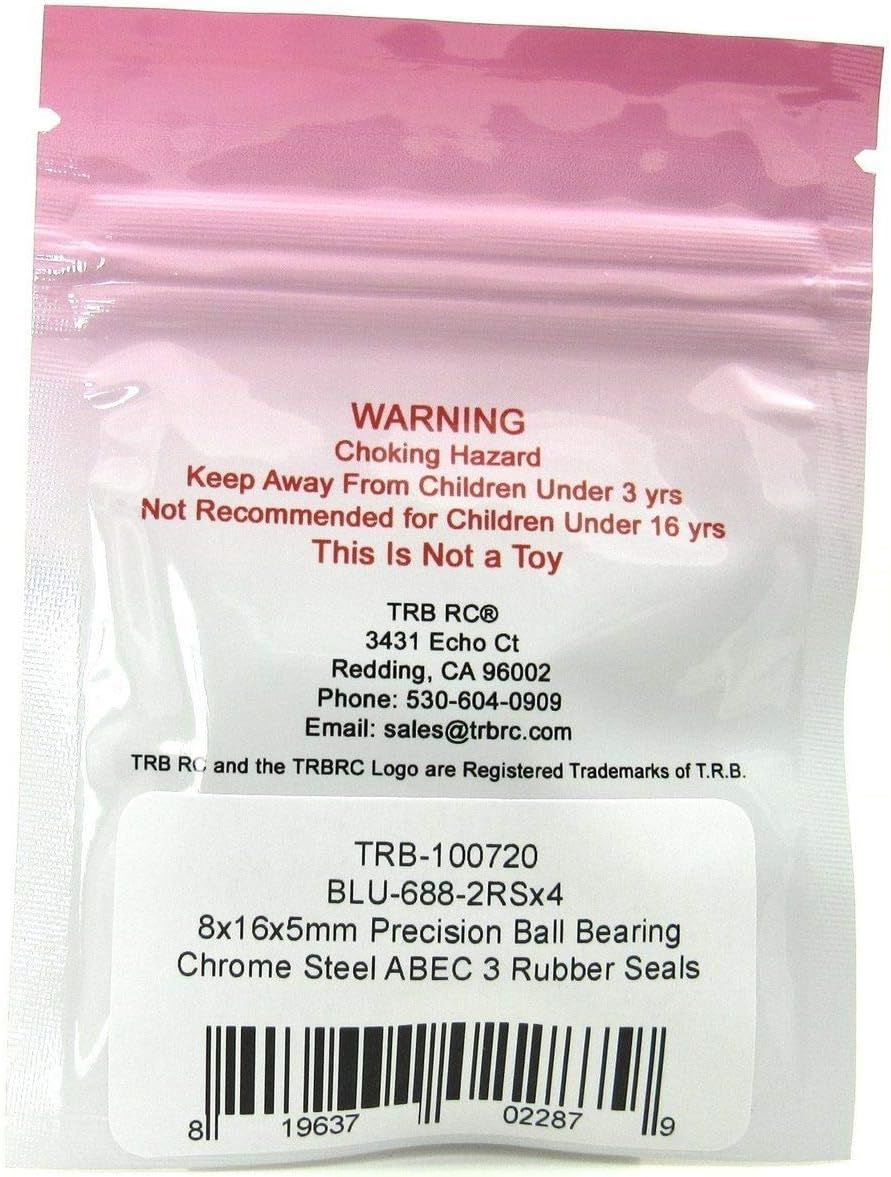 WARNING
Choking Hazard
Keep Away From Children Under 3 yrs
Not Recommended for Children Under 16 yrs
This Is Not a Toy
TRB RC®
3431 Echo Ct
Redding, CA 96002
Phone: 530-604-0909
Email: sales@trbrc.com
TRB RC and the TRBRC Logo are Registered Trademarks of T.R.B.
TRB-100720
BLU-688-2RSx4
8x16x5mm Precision Ball Bearing
Chrome Steel ABEC 3 Rubber Seals
8 19637 02287 9